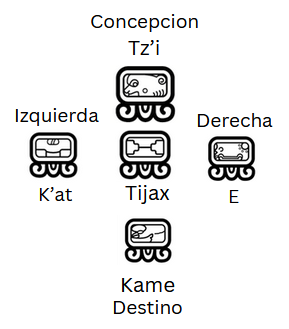 Concepcion
Tz’i
Izquierda
Derecha
K’at
Tijax
E
Kame
Destino